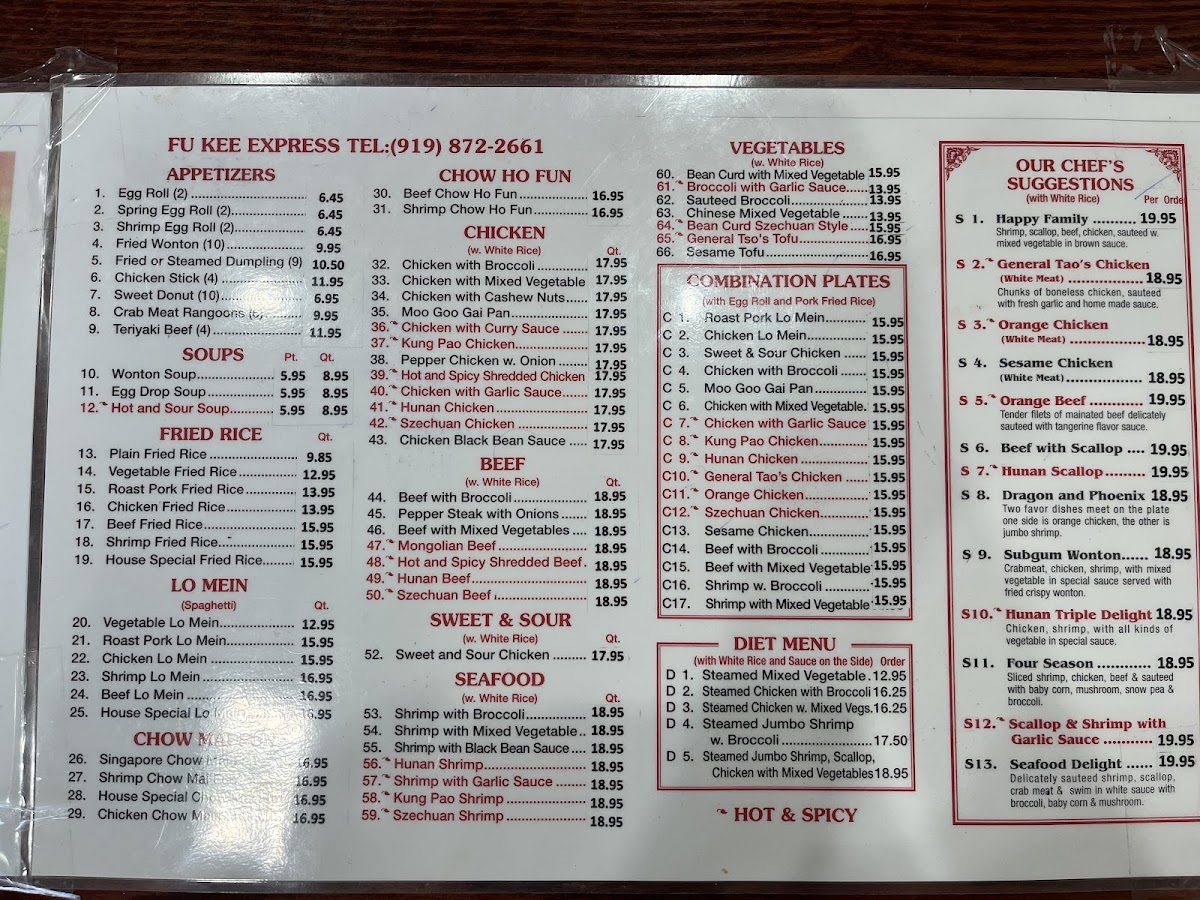 FU KEE EXPRESS TEL:(919) 872-2661
APPETIZERS
1. Egg Roll (2) 6.45
2. Spring Egg Roll (2) 6.45
3. Shrimp Egg Roll (2) 6.45
4. Fried Wonton (10) 9.95
5. Fried or Steamed Dumpling (9) 10.50
6. Chicken Stick (4) 11.95
7. Sweet Donut (10) 6.95
8. Crab Meat Rangoons 9.95
9. Teriyaki Beef (4) 11.95
SOUPS Pt. Qt.
10. Wonton Soup 5.95 8.95
11. Egg Drop Soup 5.95 8.95
12. Hot and Sour Soup 5.95 8.95
FRIED RICE Qt.
13. Plain Fried Rice 9.85
14. Vegetable Fried Rice 12.95
15. Roast Pork Fried Rice 13.95
16. Chicken Fried Rice 13.95
17. Beef Fried Rice 15.95
18. Shrimp Fried Rice 15.95
19. House Special Fried Rice 15.95
LO MEIN
(Spaghetti) Qt.
20. Vegetable Lo Mein 12.95
21. Roast Pork Lo Mein 15.95
22. Chicken Lo Mein 15.95
23. Shrimp Lo Mein 16.95
24. Beef Lo Mein 16.95
25. House Special Lo 16.95
CHOW
26. Singapore Chow 16.95
27. Shrimp Chow 16.95
28. House Special 16.95
29. Chicken Chow 16.95
CHOW HO FUN
30. Beef Chow Ho Fun 16.95
31. Shrimp Chow Ho Fun 16.95
CHICKEN
(w. White Rice) Qt.
32. Chicken with Broccoli 17.95
33. Chicken with Mixed Vegetable 17.95
34. Chicken with Cashew Nuts 17.95
35. Moo Goo Gai Pan 17.95
36. Chicken with Curry Sauce 17.95
37. Kung Pao Chicken 17.95
38. Pepper Chicken w. Onion 17.95
39. Hot and Spicy Shredded Chicken 17.95
40. Chicken with Garlic Sauce 17.95
41. Hunan Chicken 17.95
42. Szechuan Chicken 17.95
43. Chicken Black Bean Sauce 17.95
BEEF
(w. White Rice) Qt.
44. Beef with Broccoli 18.95
45. Pepper Steak with Onions 18.95
46. Beef with Mixed Vegetables 18.95
47. Mongolian Beef 18.95
48. Hot and Spicy Shredded Beef 18.95
49. Hunan Beef 18.95
50. Szechuan Beef 18.95
SWEET & SOUR
(w. White Rice) Qt.
52. Sweet and Sour Chicken 17.95
SEAFOOD
(w. White Rice) Qt.
53. Shrimp with Broccoli 18.95
54. Shrimp with Mixed Vegetable 18.95
55. Shrimp with Black Bean Sauce 18.95
56. Hunan Shrimp 18.95
57. Shrimp with Garlic Sauce 18.95
58. Kung Pao Shrimp 18.95
59. Szechuan Shrimp 18.95
VEGETABLES
(w. White Rice)
60. Bean Curd with Mixed Vegetable 15.95
61. Broccoli with Garlic Sauce 13.95
62. Sauteed Broccoli 13.95
63. Chinese Mixed Vegetable 13.95
64. Bean Curd Szechuan Style 15.95
65. General Tso's Tofu 16.95
66. Sesame Tofu 16.95
COMBINATION PLATES
(with Egg Roll and Pork Fried Rice)
C 1. Roast Pork Lo Mein 15.95
C 2. Chicken Lo Mein 15.95
C 3. Sweet & Sour Chicken 15.95
C 4. Chicken with Broccoli 15.95
C 5. Moo Goo Gai Pan 15.95
C 6. Chicken with Mixed Vegetable. 15.95
C 7. Chicken with Garlic Sauce 15.95
C 8. Kung Pao Chicken 15.95
C 9. Hunan Chicken 15.95
C10. General Tao's Chicken 15.95
C11. Orange Chicken 15.95
C12. Szechuan Chicken 15.95
C13. Sesame Chicken 15.95
C14. Beef with Broccoli 15.95
C15. Beef with Mixed Vegetable 15.95
C16. Shrimp w. Broccoli 15.95
C17. Shrimp with Mixed Vegetable 15.95
DIET MENU
(with White Rice and Sauce on the Side) Order
D 1. Steamed Mixed Vegetable 12.95
D 2. Steamed Chicken with Broccoli 16.25
D 3. Steamed Chicken w. Mixed Vegs. 16.25
D 4. Steamed Jumbo Shrimp
w. Broccoli 17.50
D 5. Steamed Jumbo Shrimp, Scallop,
Chicken with Mixed Vegetables 18.95
HOT & SPICY
OUR CHEF'S
SUGGESTIONS
(with White Rice) Per Order
S 1. Happy Family 19.95
Shrimp, scallop, beef, chicken, sauteed w.
mixed vegetable in brown sauce.
S 2. General Tao's Chicken
(White Meat) 18.95
Chunks of boneless chicken, sauteed
with fresh garlic and home made sauce.
S 3. Orange Chicken
(White Meat) 18.95
S 4. Sesame Chicken
(White Meat) 18.95
S 5. Orange Beef 19.95
Tender filets of mainated beef delicately
sauteed with tangerine flavor sauce.
S 6. Beef with Scallop 19.95
S 7. Hunan Scallop 19.95
S 8. Dragon and Phoenix 18.95
Two favor dishes meet on the plate
one side is orange chicken, the other is
jumbo shrimp.
S 9. Subgum Wonton 18.95
Crabmeat, chicken, shrimp, with mixed
vegetable in special sauce served with
fried crispy wonton.
S10. Hunan Triple Delight 18.95
Chicken, shrimp, with all kinds of
vegetable in special sauce.
S11. Four Season 18.95
Sliced shrimp, chicken, beef & sauteed
with baby corn, mushroom, snow pea &
broccoli.
S12. Scallop & Shrimp with
Garlic Sauce 19.95
S13. Seafood Delight 19.95
Delicately sauteed shrimp, scallop,
crab meat & swim in white sauce with
broccoli, baby corn & mushroom.